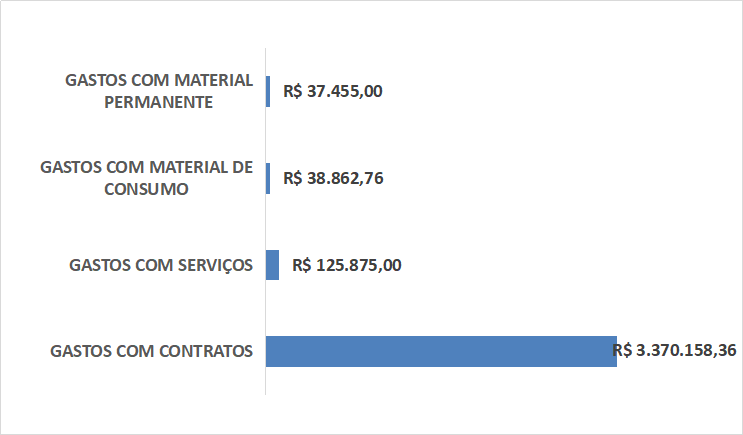 GASTOS COM MATERIAL
PERMANENTE
R$ 37.455,00
GASTOS COM MATERIAL DE
CONSUMO
R$ 38.862,76
GASTOS COM SERVIÇOS
R$ 125.875,00
GASTOS COM CONTRATOS
R$ 3.370.158,36